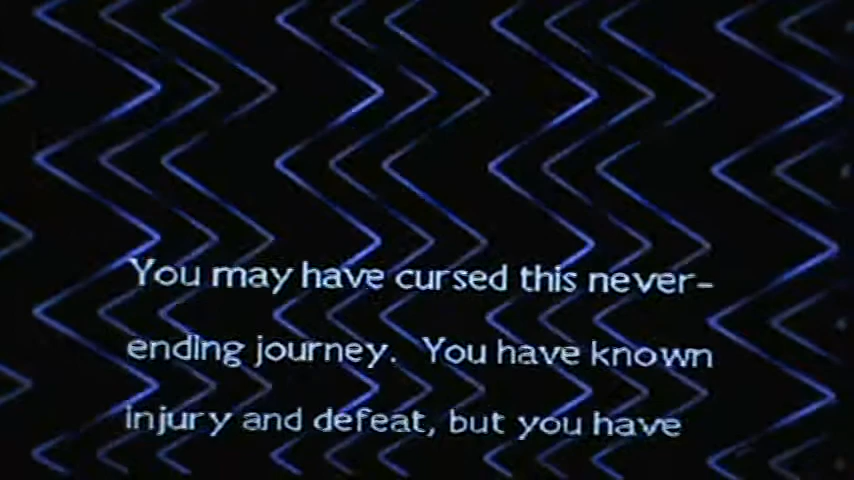 You may have cursed this never-
ending journey. You have known
injury and defeat, but you have